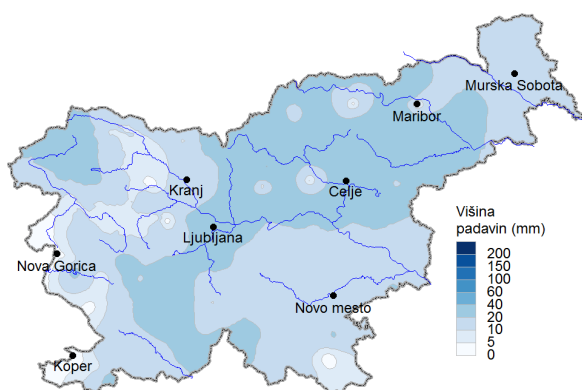 Murska Sobota
Maribor
Kranj
Celje
Ljubljana
Nova Gorica
Novo mesto
Koper
Višina
padavin (mm)
200
150
100
60
40
20
10
5
0